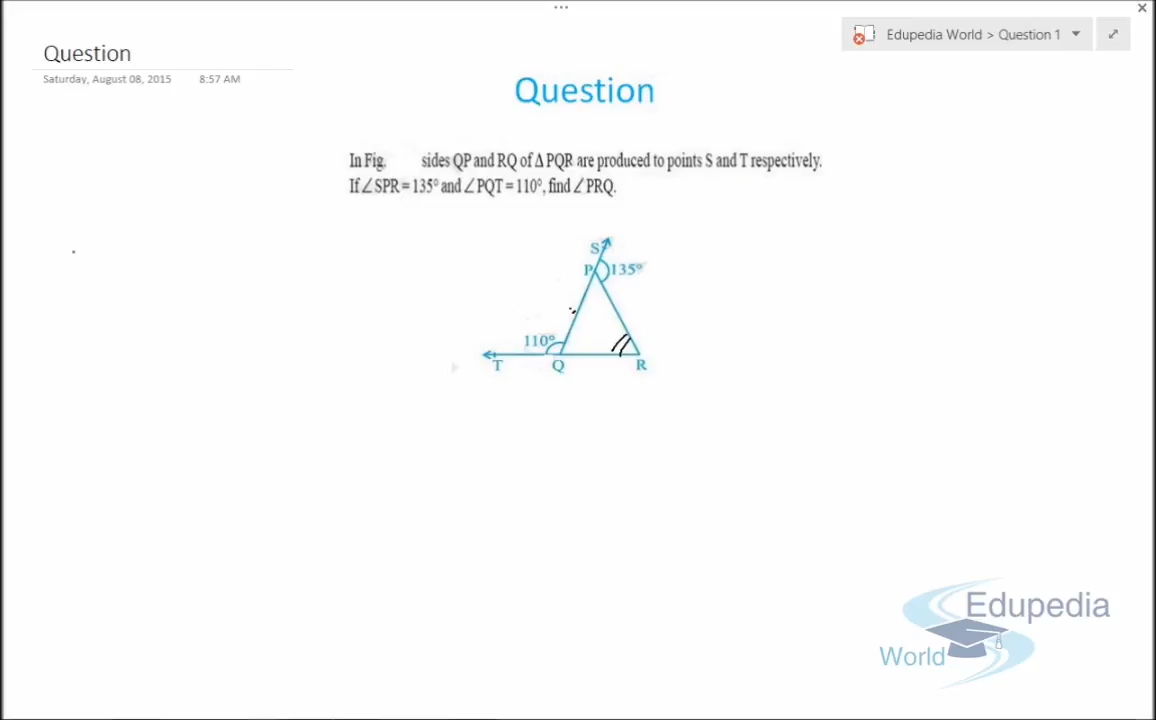 Edupedia World > Question 1
Question
Saturday, August 08, 2015 8:57 AM
Question
In Fig. sides QP and RQ of Δ PQR are produced to points S and T respectively.
If ∠SPR = 135° and ∠PQT = 110°, find ∠PRQ.
S
P 135°
110°
T Q R
Edupedia
World